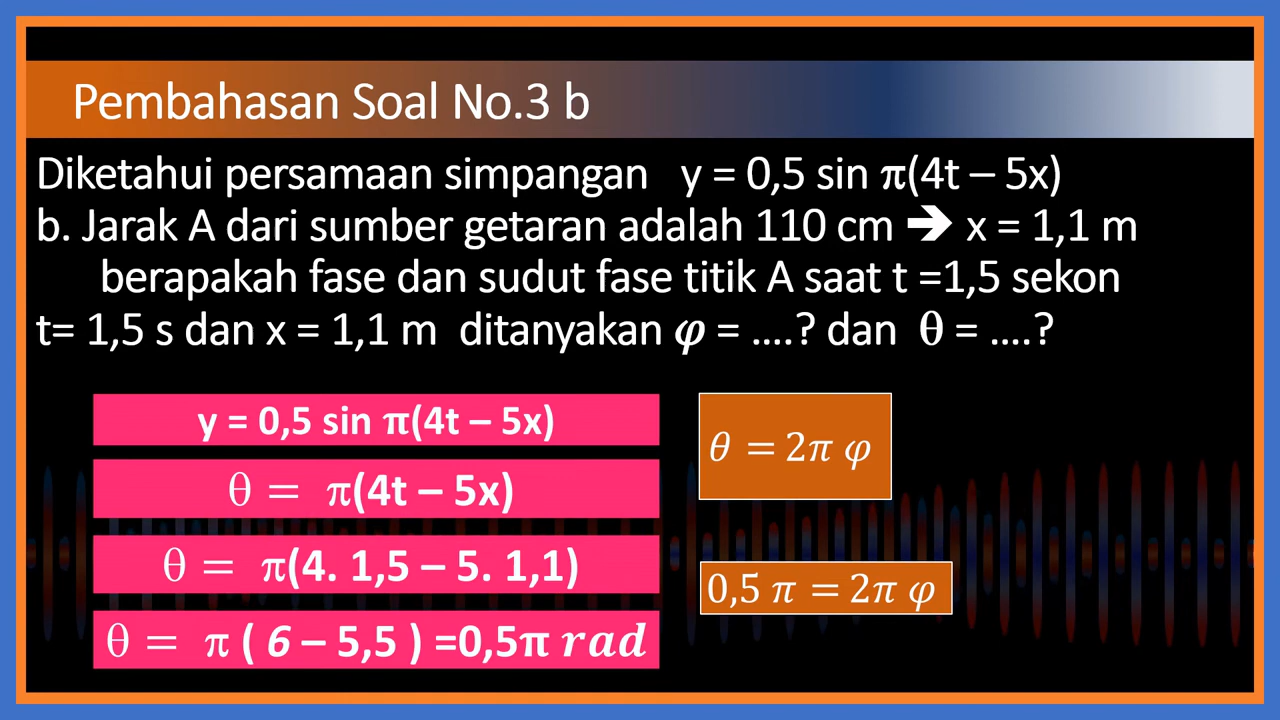 Pembahasan Soal No.3 b
Diketahui persamaan simpangan y = 0,5 sin π(4t – 5x)
b. Jarak A dari sumber getaran adalah 110 cm 🡺 x = 1,1 m
berapakah fase dan sudut fase titik A saat t =1,5 sekon
t= 1,5 s dan x = 1,1 m ditanyakan φ = ....? dan θ = ....?
y = 0,5 sin π(4t – 5x)
θ = π(4t – 5x)
θ = π(4. 1,5 – 5. 1,1)
θ = π ( 6 – 5,5 ) =0,5π rad
θ = 2π φ
0,5 π = 2π φ